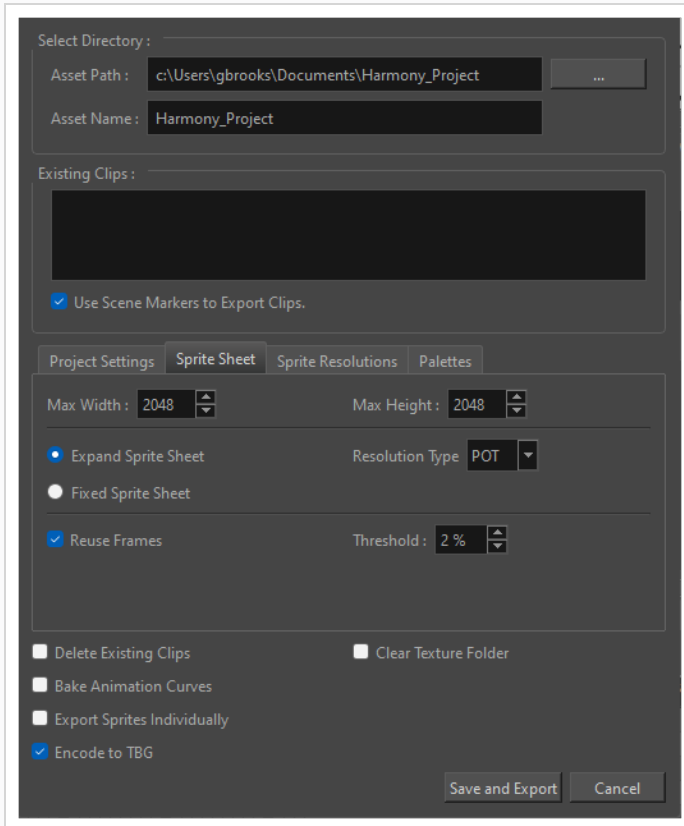 Select Directory :
Asset Path : c:\Users\gbrooks\Documents\Harmony_Project ...
Asset Name : Harmony_Project
Existing Clips :
Use Scene Markers to Export Clips.
Project Settings Sprite Sheet Sprite Resolutions Palettes
Max Width : 2048 Max Height : 2048
Expand Sprite Sheet Resolution Type POT
Fixed Sprite Sheet
Reuse Frames Threshold : 2 %
Delete Existing Clips Clear Texture Folder
Bake Animation Curves
Export Sprites Individually
Encode to TBG
Save and Export Cancel